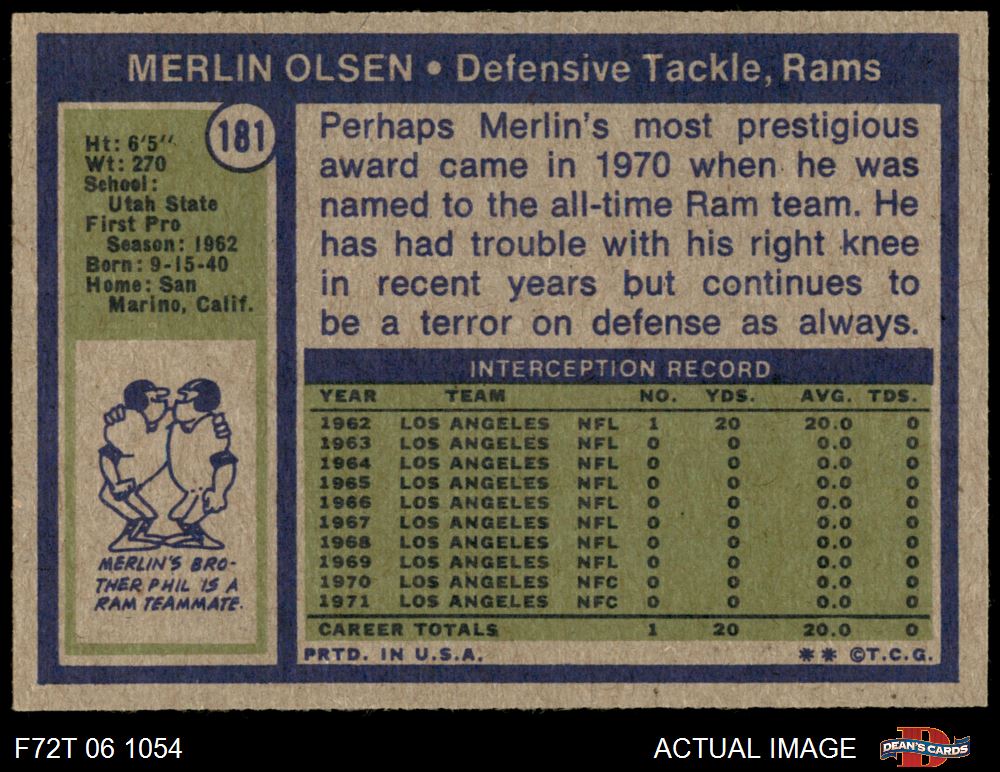 MERLIN OLSEN • Defensive Tackle, Rams
181
Ht: 6'5''
Wt: 270
School:
Utah State
First Pro
Season: 1962
Born: 9-15-40
Home: San
Marino, Calif.
MERLIN'S BRO-
THER PHIL IS A
RAM TEAMMATE.
Perhaps Merlin's most prestigious
award came in 1970 when he was
named to the all-time Ram team. He
has had trouble with his right knee
in recent years but continues to
be a terror on defense as always.
INTERCEPTION RECORD
YEAR TEAM NO. YDS. AVG. TDS.
1962 LOS ANGELES NFL 1 20 20.0 0
1963 LOS ANGELES NFL 0 0 0.0 0
1964 LOS ANGELES NFL 0 0 0.0 0
1965 LOS ANGELES NFL 0 0 0.0 0
1966 LOS ANGELES NFL 0 0 0.0 0
1967 LOS ANGELES NFL 0 0 0.0 0
1968 LOS ANGELES NFL 0 0 0.0 0
1969 LOS ANGELES NFL 0 0 0.0 0
1970 LOS ANGELES NFC 0 0 0.0 0
1971 LOS ANGELES NFC 0 0 0.0 0
CAREER TOTALS 1 20 20.0 0
PRTD. IN U.S.A. ** ©T.C.G.
F72T 06 1054 ACTUAL IMAGE D DEAN'S CARDS